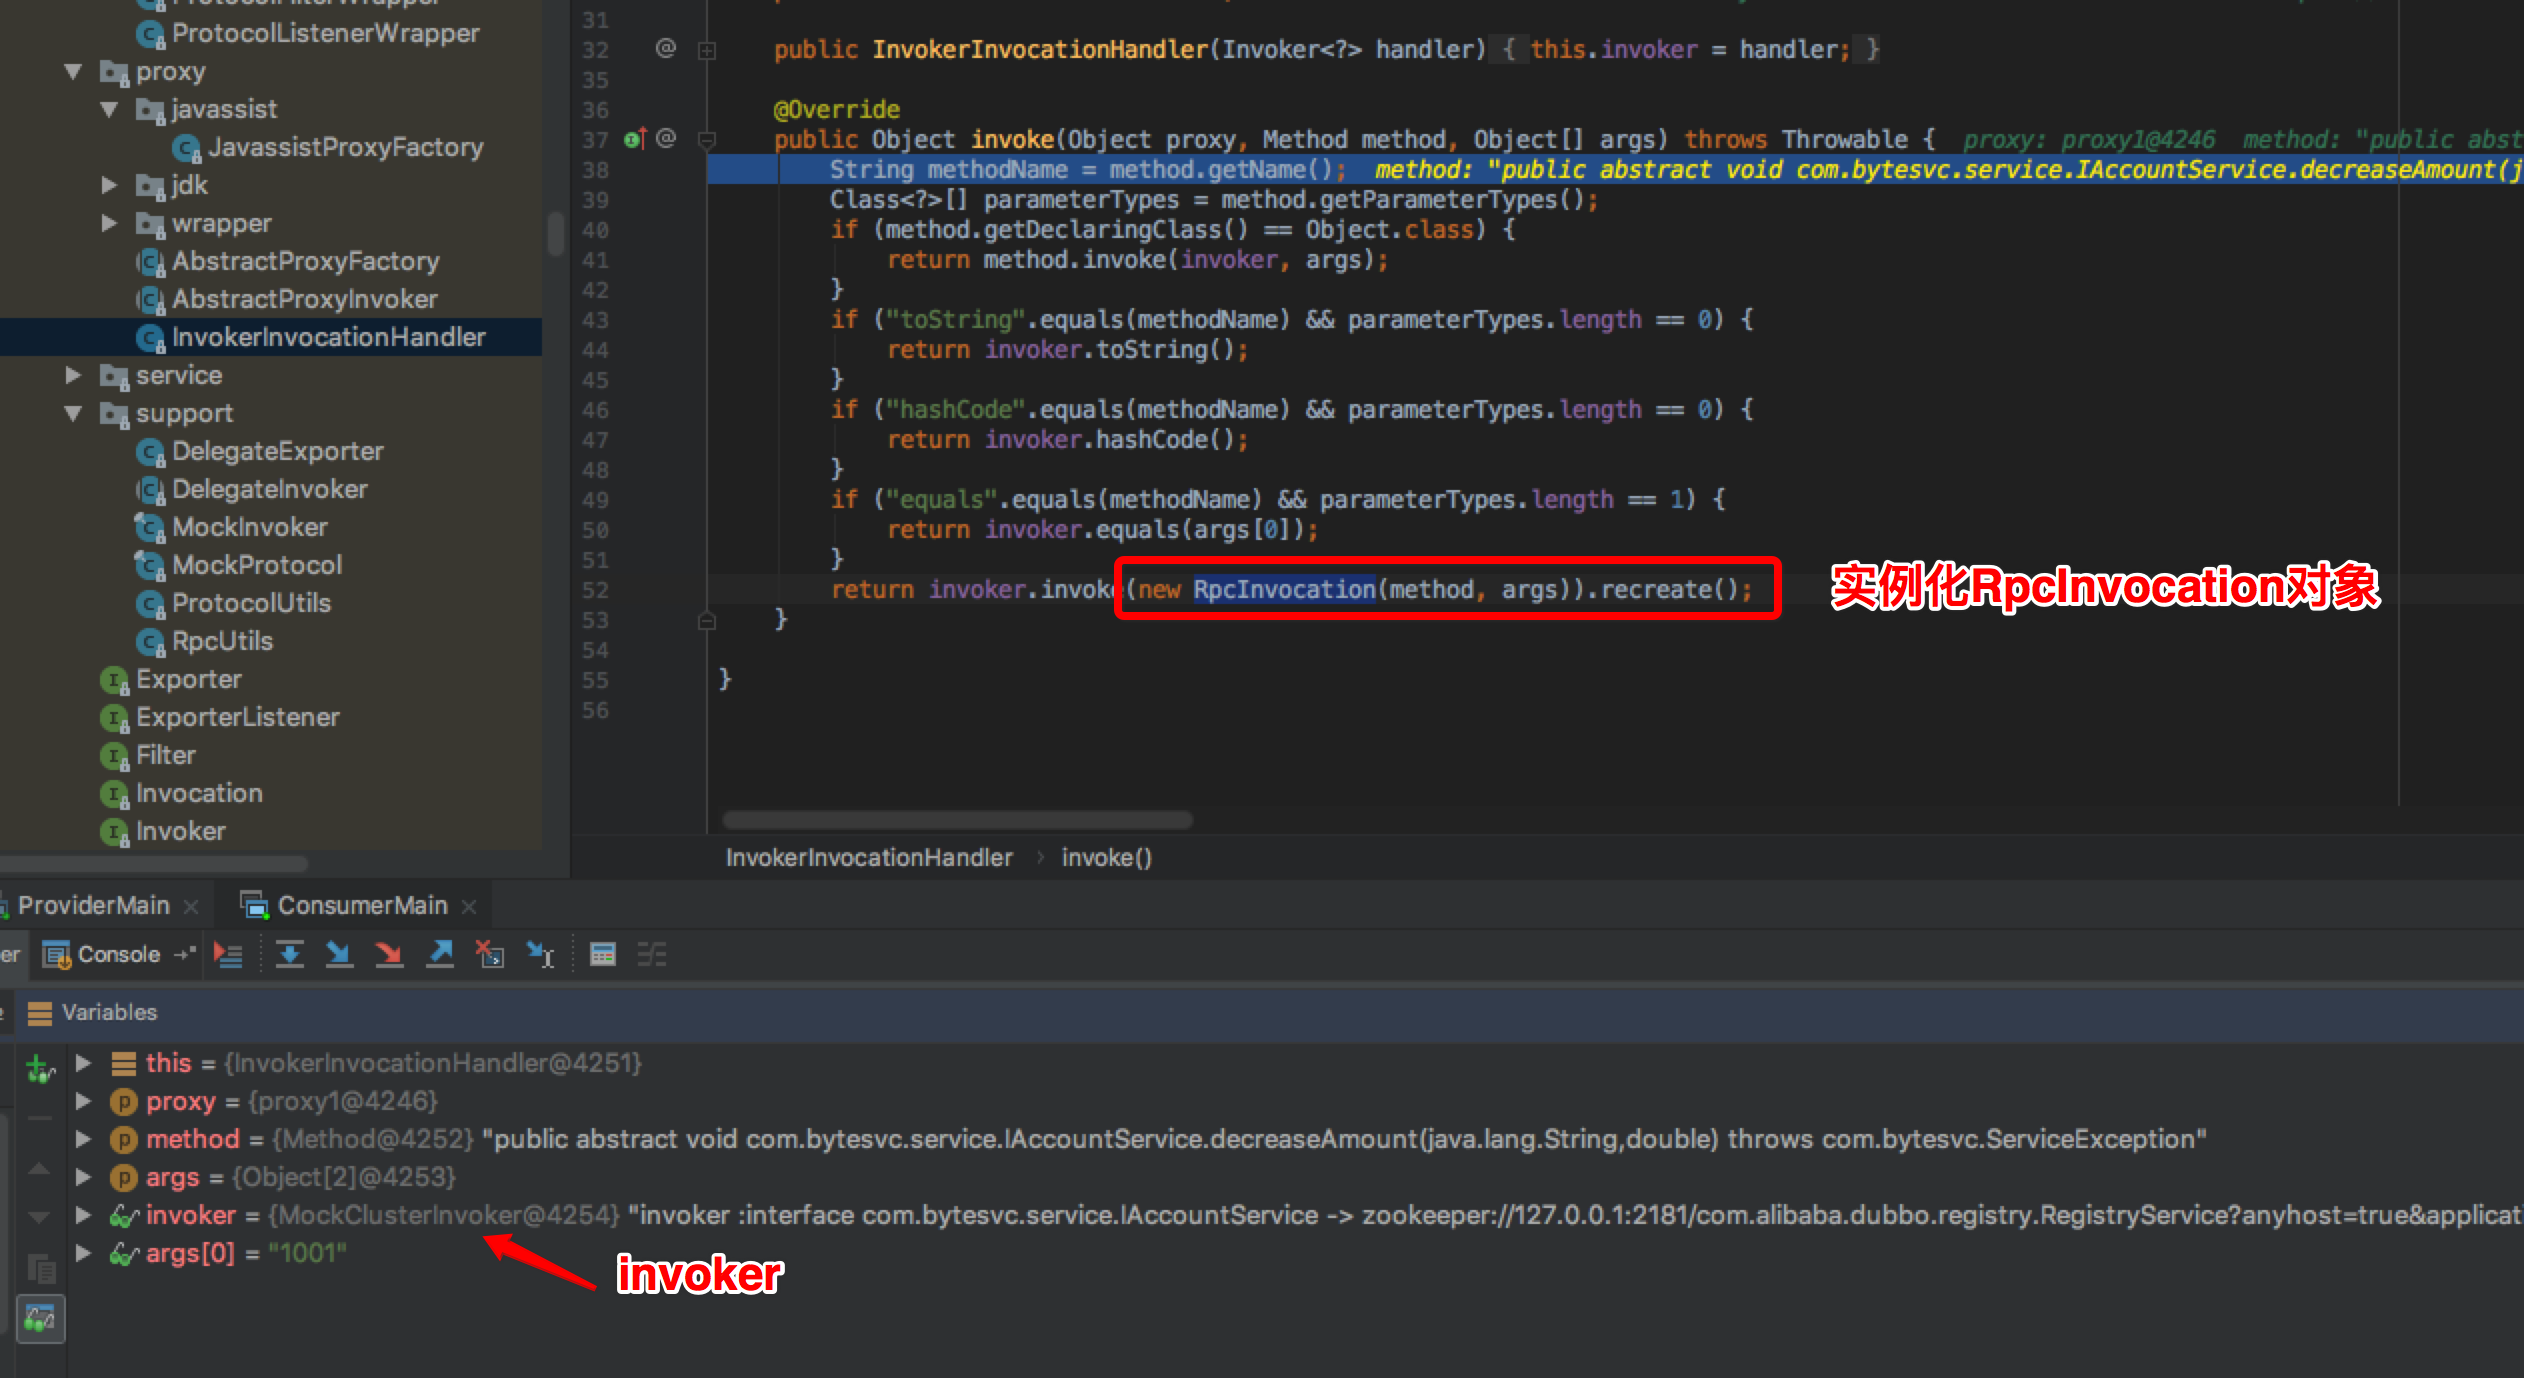 ProtocolListenerWrapper
proxy
javassist
JavassistProxyFactory
jdk
wrapper
AbstractProxyFactory
AbstractProxyInvoker
InvokerInvocationHandler
service
support
DelegateExporter
DelegateInvoker
MockInvoker
MockProtocol
ProtocolUtils
RpcUtils
Exporter
ExporterListener
Filter
Invocation
Invoker
31
32 @ public InvokerInvocationHandler(Invoker<?> handler) { this.invoker = handler; }
35
36 @Override
37 @ public Object invoke(Object proxy, Method method, Object[] args) throws Throwable { proxy: proxy1@4246 method: "public abst
38 String methodName = method.getName(); method: "public abstract void com.bytesvc.service.IAccountService.decreaseAmount(j
39 Class<?>[] parameterTypes = method.getParameterTypes();
40 if (method.getDeclaringClass() == Object.class) {
41 return method.invoke(invoker, args);
42 }
43 if ("toString".equals(methodName) && parameterTypes.length == 0) {
44 return invoker.toString();
45 }
46 if ("hashCode".equals(methodName) && parameterTypes.length == 0) {
47 return invoker.hashCode();
48 }
49 if ("equals".equals(methodName) && parameterTypes.length == 1) {
50 return invoker.equals(args[0]);
51 }
52 return invoker.invoke(new RpcInvocation(method, args)).recreate(); 实例化RpcInvocation对象
53 }
54
55 }
56
InvokerInvocationHandler › invoke()
ProviderMain × ConsumerMain ×
er Console
Variables
this = {InvokerInvocationHandler@4251}
proxy = {proxy1@4246}
method = {Method@4252} "public abstract void com.bytesvc.service.IAccountService.decreaseAmount(java.lang.String,double) throws com.bytesvc.ServiceException"
args = {Object[2]@4253}
invoker = {MockClusterInvoker@4254} "invoker :interface com.bytesvc.service.IAccountService -> zookeeper://127.0.0.1:2181/com.alibaba.dubbo.registry.RegistryService?anyhost=true&applicat
args[0] = "1001"
invoker